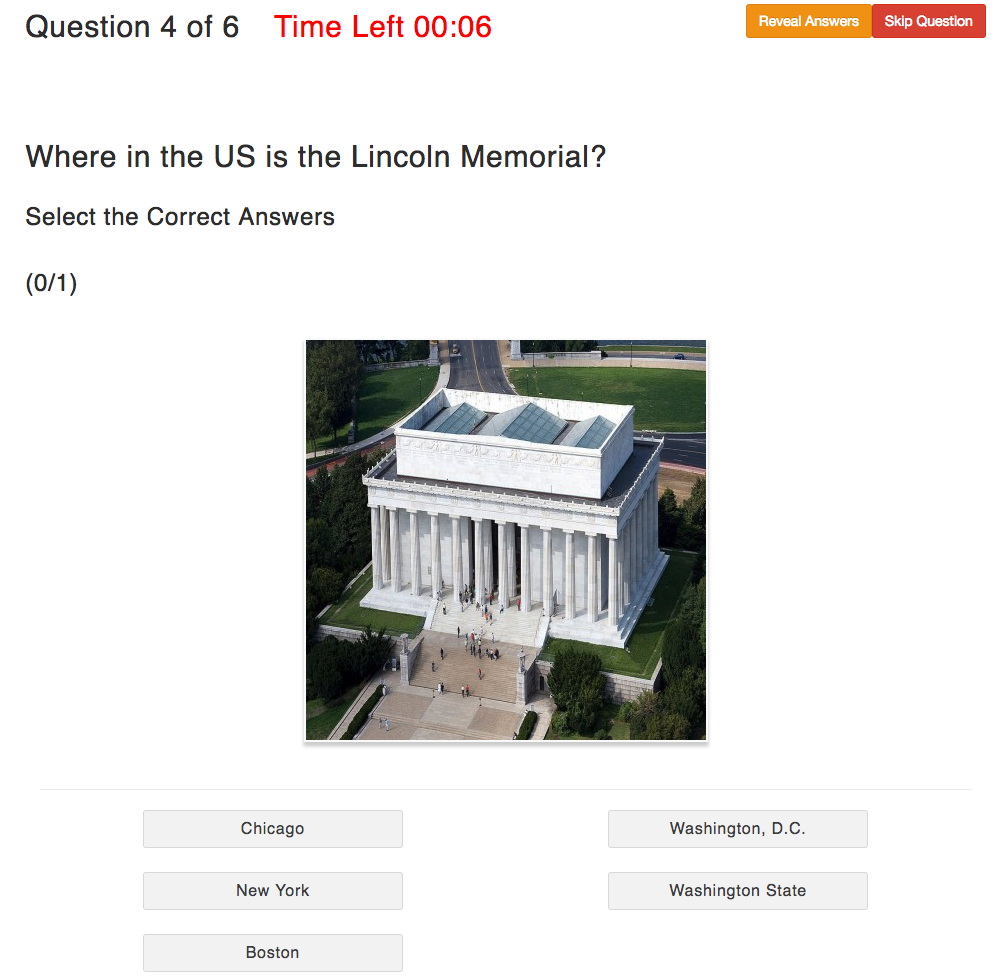 Question 4 of 6 Time Left 00:06 Reveal Answers Skip Question
Where in the US is the Lincoln Memorial?
Select the Correct Answers
(0/1)
Chicago Washington, D.C.
New York Washington State
Boston